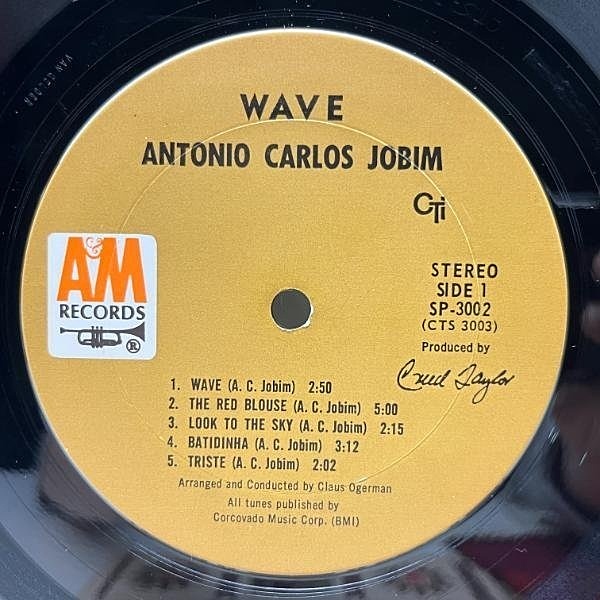 VAN GELDER
WAVE
ANTONIO CARLOS JOBIM
CTi
A&M
RECORDS
®
STEREO
SIDE 1
SP-3002
(CTS 3003)
Produced by
Creed Taylor
1. WAVE (A. C. Jobim) 2:50
2. THE RED BLOUSE (A. C. Jobim) 5:00
3. LOOK TO THE SKY (A. C. Jobim) 2:15
4. BATIDINHA (A. C. Jobim) 3:12
5. TRISTE (A. C. Jobim) 2:02
Arranged and Conducted by Claus Ogerman
All tunes published by
Corcovado Music Corp. (BMI)